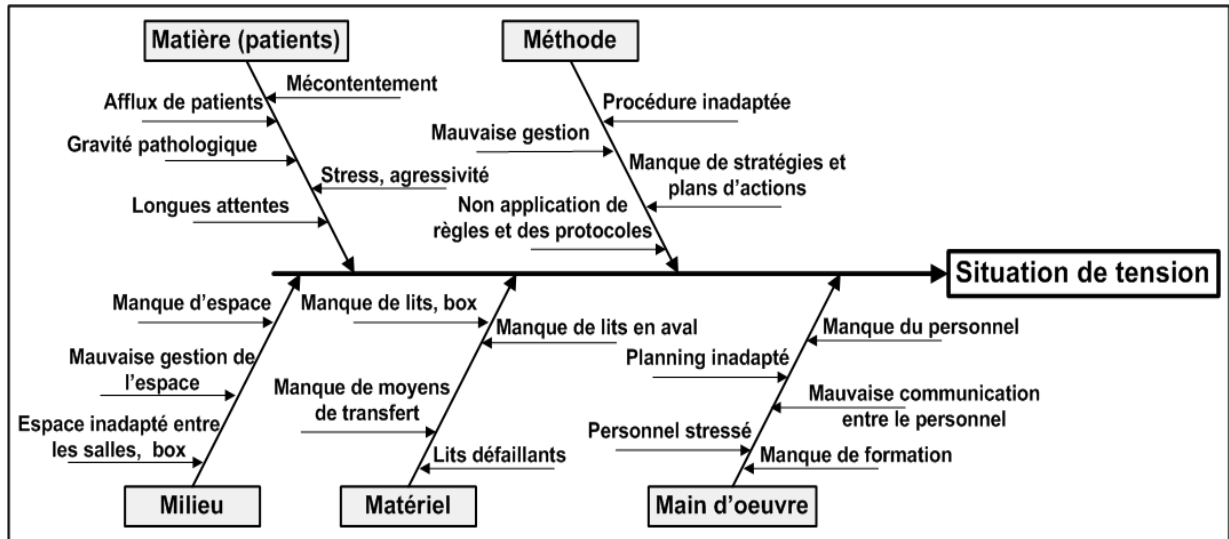 Matière (patients)
Méthode
Mécontentement
Afflux de patients
Gravité pathologique
Stress, agressivité
Longues attentes
Procédure inadaptée
Mauvaise gestion
Manque de stratégies et
plans d'actions
Non application de
règles et des protocoles
Situation de tension
Manque d'espace
Mauvaise gestion de
l'espace
Espace inadapté entre
les salles, box
Milieu
Manque de lits, box
Manque de lits en aval
Manque de moyens
de transfert
Lits défaillants
Matériel
Manque du personnel
Planning inadapté
Mauvaise communication
entre le personnel
Personnel stressé
Manque de formation
Main d'oeuvre